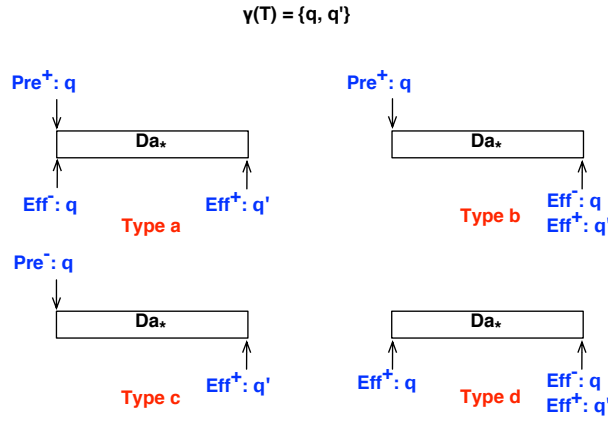 γ(T) = {q, q'}
Pre⁺: q
Da*
Eff⁻: q
Eff⁺: q'
Type a
Pre⁺: q
Da*
Eff⁻: q
Eff⁺: q'
Type b
Pre⁻: q
Da*
Eff⁺: q'
Type c
Da*
Eff⁺: q
Eff⁻: q
Eff⁺: q'
Type d